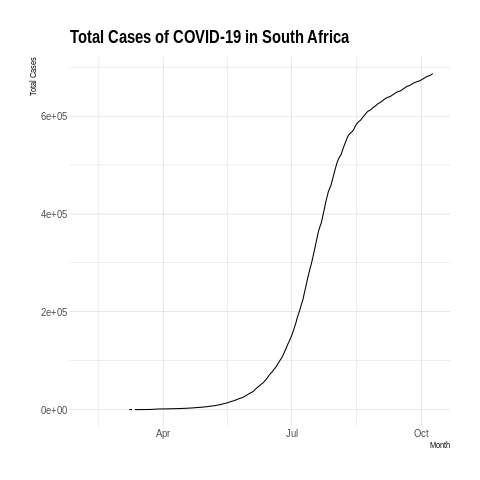 Total Cases of COVID-19 in South Africa
Total Cases
6e+05
4e+05
2e+05
0e+00
Apr Jul Oct
Month